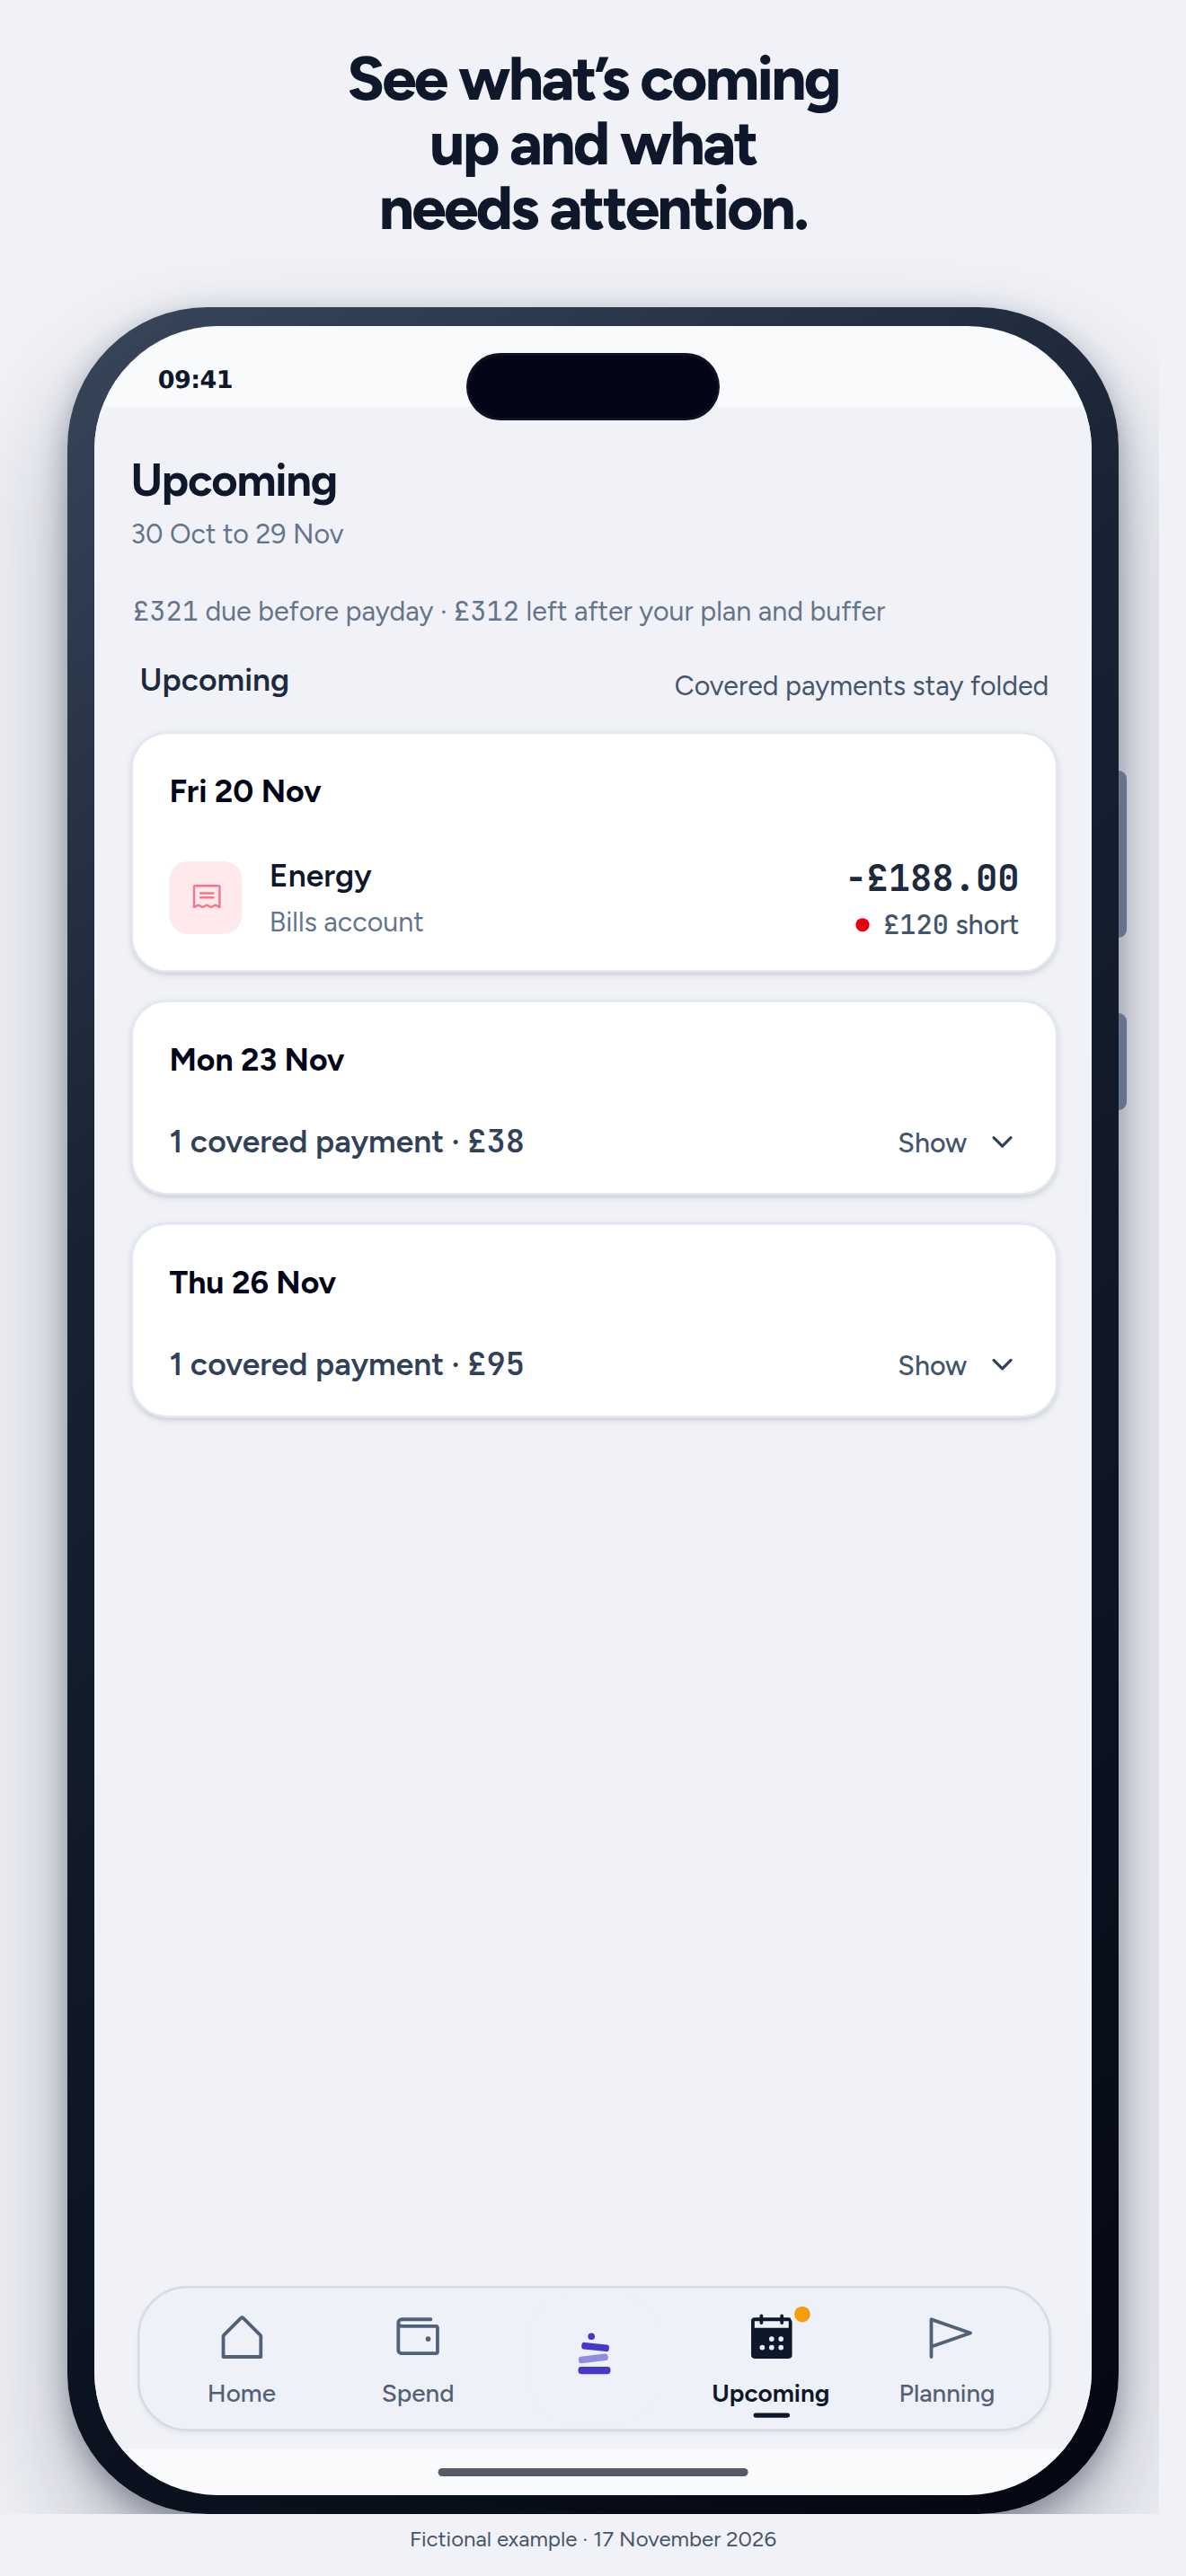 See what’s coming
up and what
needs attention.
09:41
Upcoming
30 Oct to 29 Nov
£321 due before payday · £312 left after your plan and buffer
Upcoming
Covered payments stay folded
Fri 20 Nov
Energy
-£188.00
Bills account
£120 short
Mon 23 Nov
1 covered payment · £38
Show
Thu 26 Nov
1 covered payment · £95
Show
Home
Spend
Upcoming
Planning
Fictional example · 17 November 2026